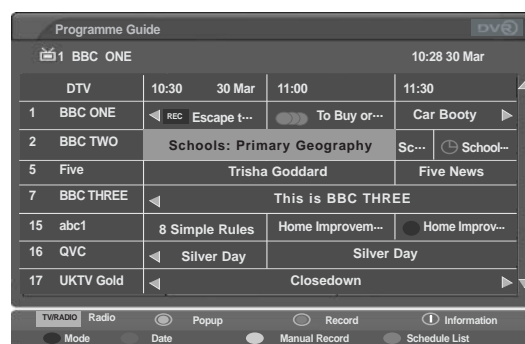 Programme Guide DVR
1 BBC ONE 10:28 30 Mar
DTV 10:30 30 Mar 11:00 11:30
1 BBC ONE REC Escape t··· To Buy or··· Car Booty
2 BBC TWO Schools: Primary Geography Sc··· School···
5 Five Trisha Goddard Five News
7 BBC THREE This is BBC THREE
15 abc1 8 Simple Rules Home Improvem··· Home Improv···
16 QVC Silver Day Silver Day
17 UKTV Gold Closedown
TV/RADIO Radio Popup Record Information
Mode Date Manual Record Schedule List